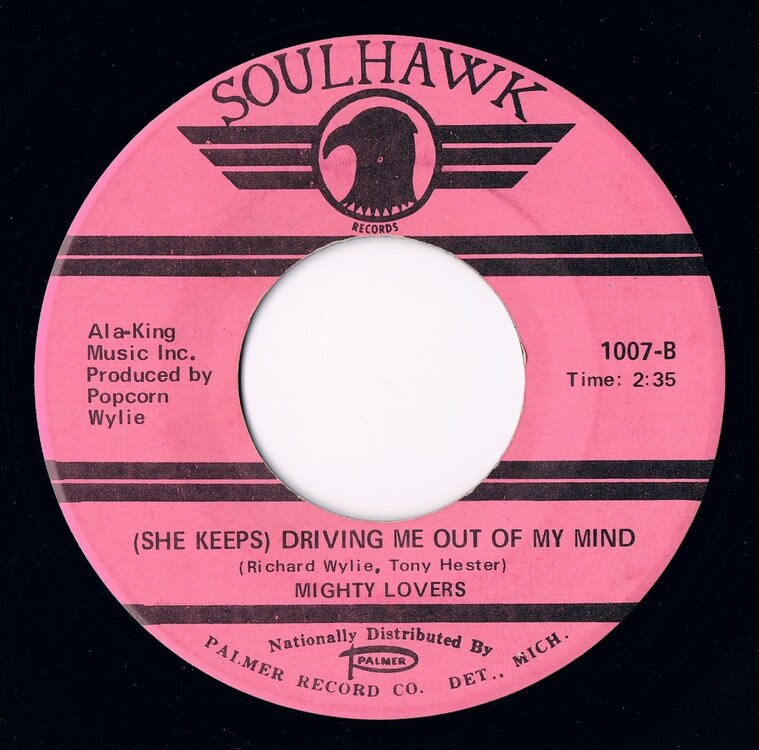 SOULHAWK
RECORDS
Ala-King
Music Inc.
Produced by
Popcorn
Wylie
1007-B
Time: 2:35
(SHE KEEPS) DRIVING ME OUT OF MY MIND
(Richard Wylie, Tony Hester)
MIGHTY LOVERS
Nationally Distributed By
PALMER
PALMER RECORD CO. DET., MICH.